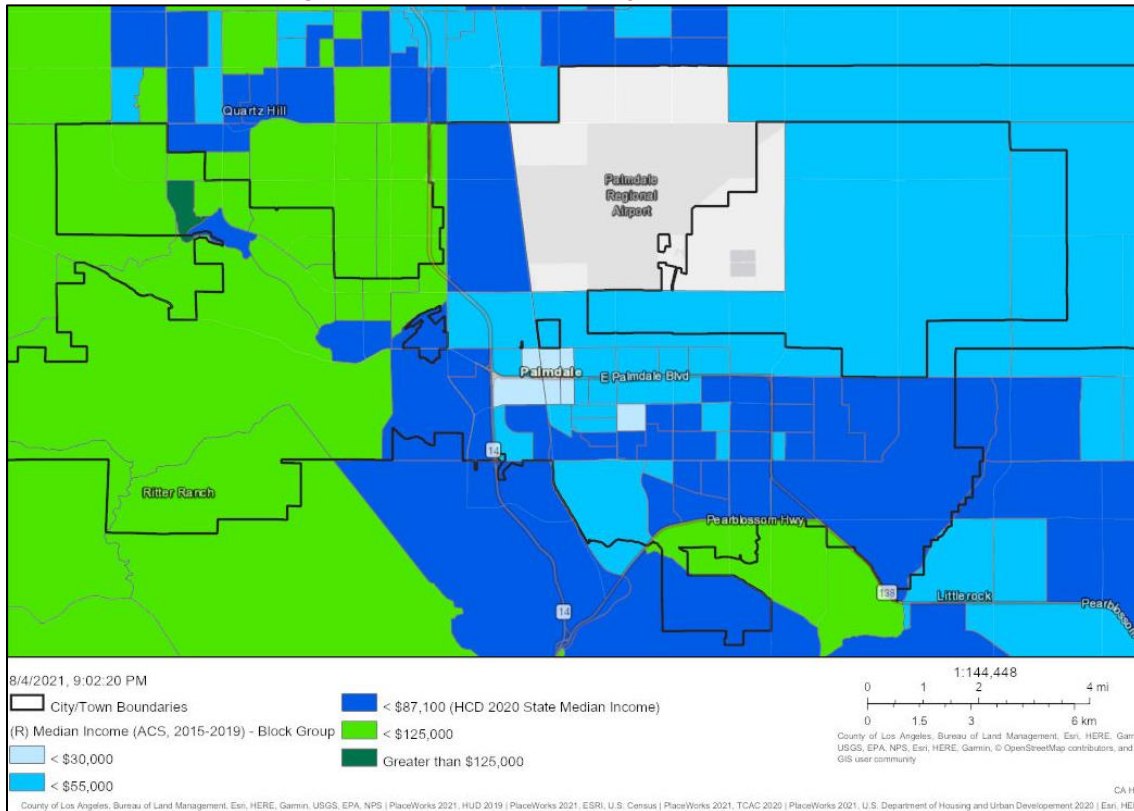 Quartz Hill
Palmdale
Regional
Airport
Palmdale
E Palmdale Blvd
14
Ritter Ranch
Pearblossom Hwy
138
Littlerock
Pearblossom
14
8/4/2021, 9:02:20 PM
City/Town Boundaries
(R) Median Income (ACS, 2015-2019) - Block Group
< $30,000
< $55,000
< $87,100 (HCD 2020 State Median Income)
< $125,000
Greater than $125,000
1:144,448
0 1 2 4 mi
0 1.5 3 6 km
County of Los Angeles, Bureau of Land Management, Esri, HERE, Garm
USGS, EPA, NPS, Esri, HERE, Garmin, © OpenStreetMap contributors, and
GIS user community
CA H
County of Los Angeles, Bureau of Land Management, Esri, HERE, Garmin, USGS, EPA, NPS | PlaceWorks 2021, HUD 2019 | PlaceWorks 2021, ESRI, U.S. Census | PlaceWorks 2021, TCAC 2020 | PlaceWorks 2021, U.S. Department of Housing and Urban Developement 2020 | Esri, HE